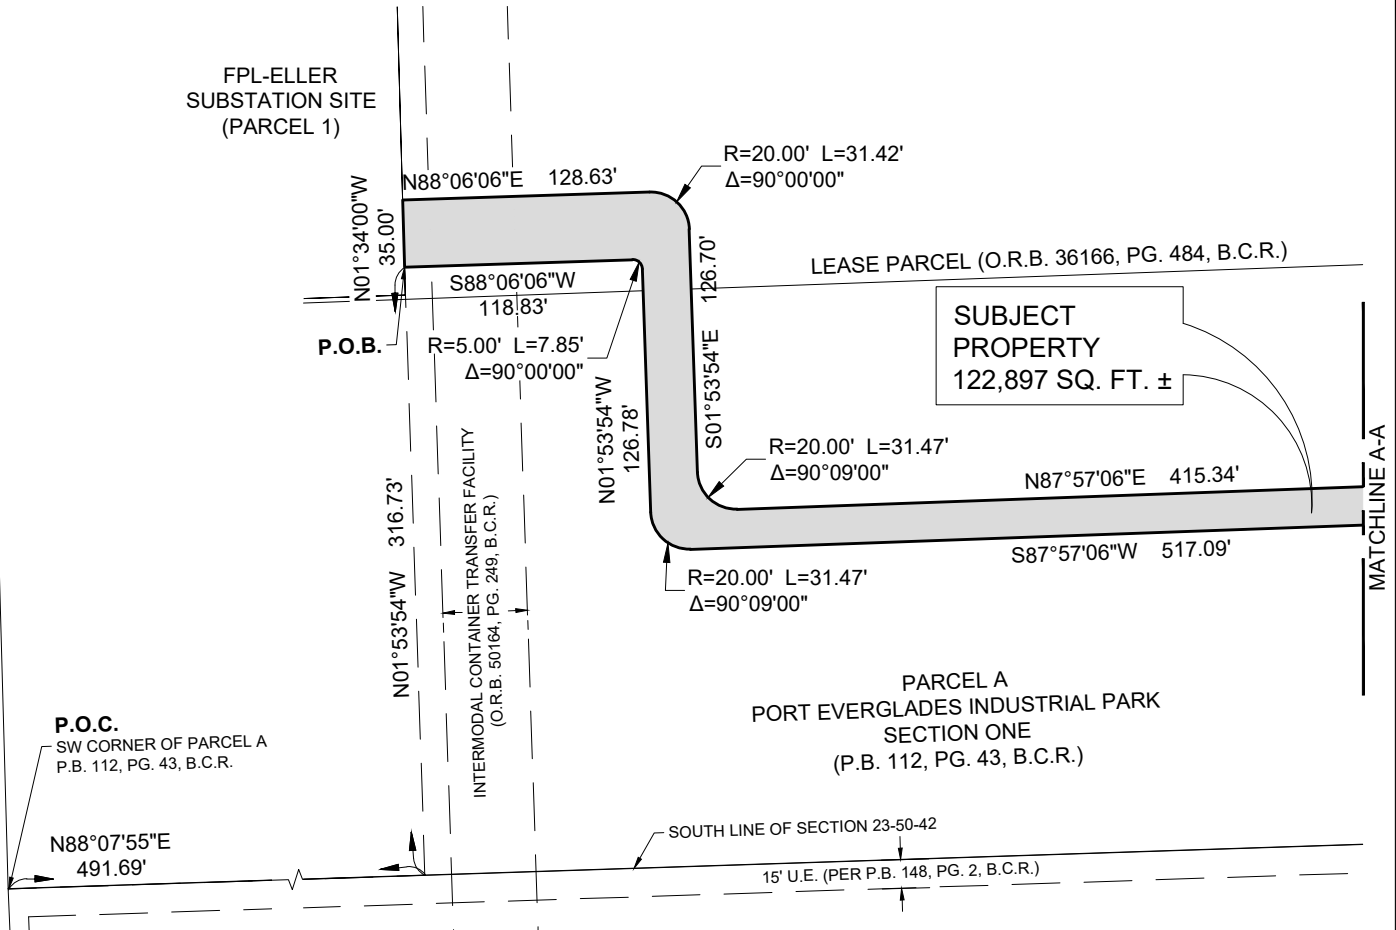 FPL-ELLER
SUBSTATION SITE
(PARCEL 1)
N01°34'00"W
35.00'
N88°06'06"E 128.63'
R=20.00' L=31.42'
Δ=90°00'00"
S88°06'06"W
118.83'
P.O.B.
R=5.00' L=7.85'
Δ=90°00'00"
S01°53'54"E 126.70'
N01°53'54"W
126.78'
LEASE PARCEL (O.R.B. 36166, PG. 484, B.C.R.)
SUBJECT
PROPERTY
122,897 SQ. FT. ±
R=20.00' L=31.47'
Δ=90°09'00"
N87°57'06"E 415.34'
S87°57'06"W 517.09'
MATCHLINE A-A
R=20.00' L=31.47'
Δ=90°09'00"
N01°53'54"W 316.73'
INTERMODAL CONTAINER TRANSFER FACILITY
(O.R.B. 50164, PG. 249, B.C.R.)
PARCEL A
PORT EVERGLADES INDUSTRIAL PARK
SECTION ONE
(P.B. 112, PG. 43, B.C.R.)
P.O.C.
SW CORNER OF PARCEL A
P.B. 112, PG. 43, B.C.R.
N88°07'55"E
491.69'
SOUTH LINE OF SECTION 23-50-42
15' U.E. (PER P.B. 148, PG. 2, B.C.R.)